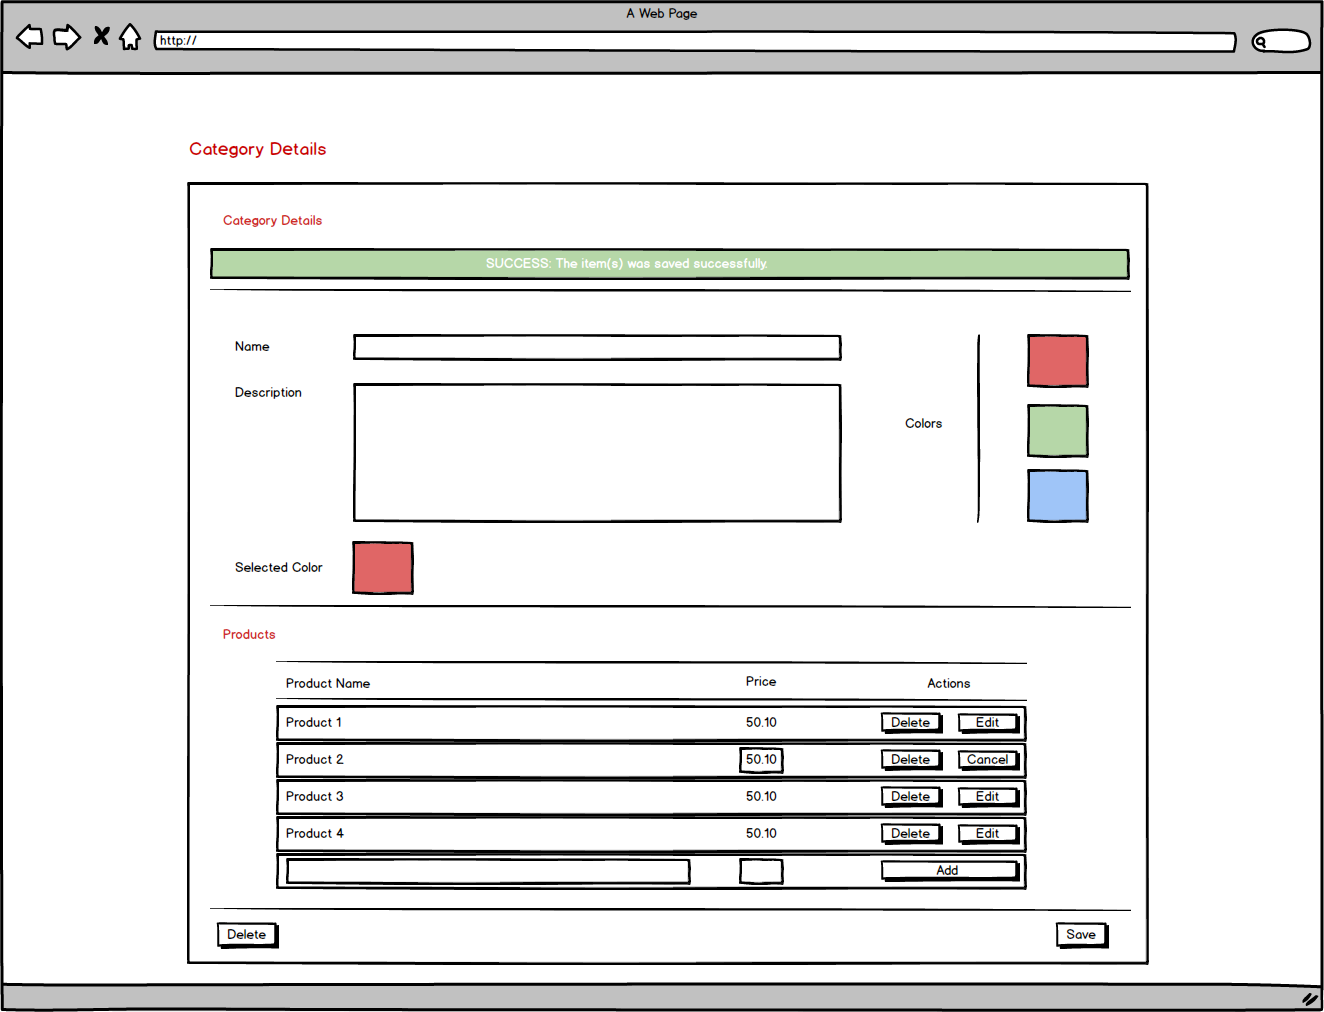 A Web Page
http://
Category Details
Category Details
SUCCESS: The item(s) was saved successfully.
Name
Description
Colors
Selected Color
Products
Product Name Price Actions
Product 1 50.10 Delete Edit
Product 2 50.10 Delete Cancel
Product 3 50.10 Delete Edit
Product 4 50.10 Delete Edit
Add
Delete Save